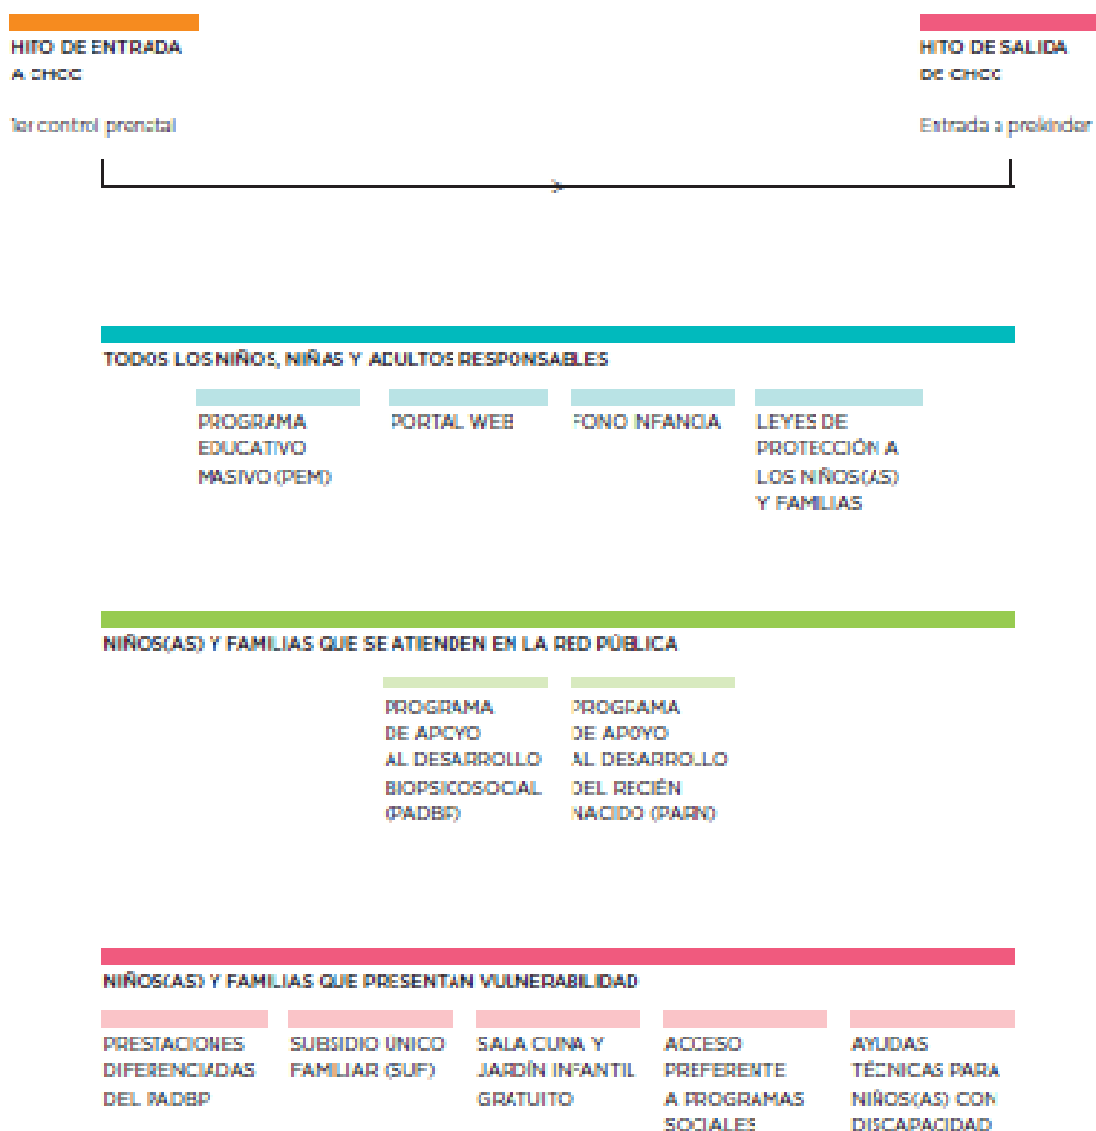 HITO DE ENTRADA
A CHCC
1er control prenatal
HITO DE SALIDA
DE CHCC
Entrada a prekinder
TODOS LOS NIÑOS, NIÑAS Y ADULTOS RESPONSABLES
PROGRAMA
EDUCATIVO
MASIVO (PEM)
PORTAL WEB
FONO INFANCIA
LEYES DE
PROTECCIÓN A
LOS NIÑOS(AS)
Y FAMILIAS
NIÑOS(AS) Y FAMILIAS QUE SE ATIENDEN EN LA RED PÚBLICA
PROGRAMA
DE APOYO
AL DESARROLLO
BIOPSICOSOCIAL
(PADBP)
PROGRAMA
DE APOYO
AL DESARROLLO
DEL RECIÉN
NACIDO (PARN)
NIÑOS(AS) Y FAMILIAS QUE PRESENTAN VULNERABILIDAD
PRESTACIONES
DIFERENCIADAS
DEL PADBP
SUBSIDIO ÚNICO
FAMILIAR (SUF)
SALA CUNA Y
JARDÍN INFANTIL
GRATUITO
ACCESO
PREFERENTE
A PROGRAMAS
SOCIALES
AYUDAS
TÉCNICAS PARA
NIÑOS(AS) CON
DISCAPACIDAD